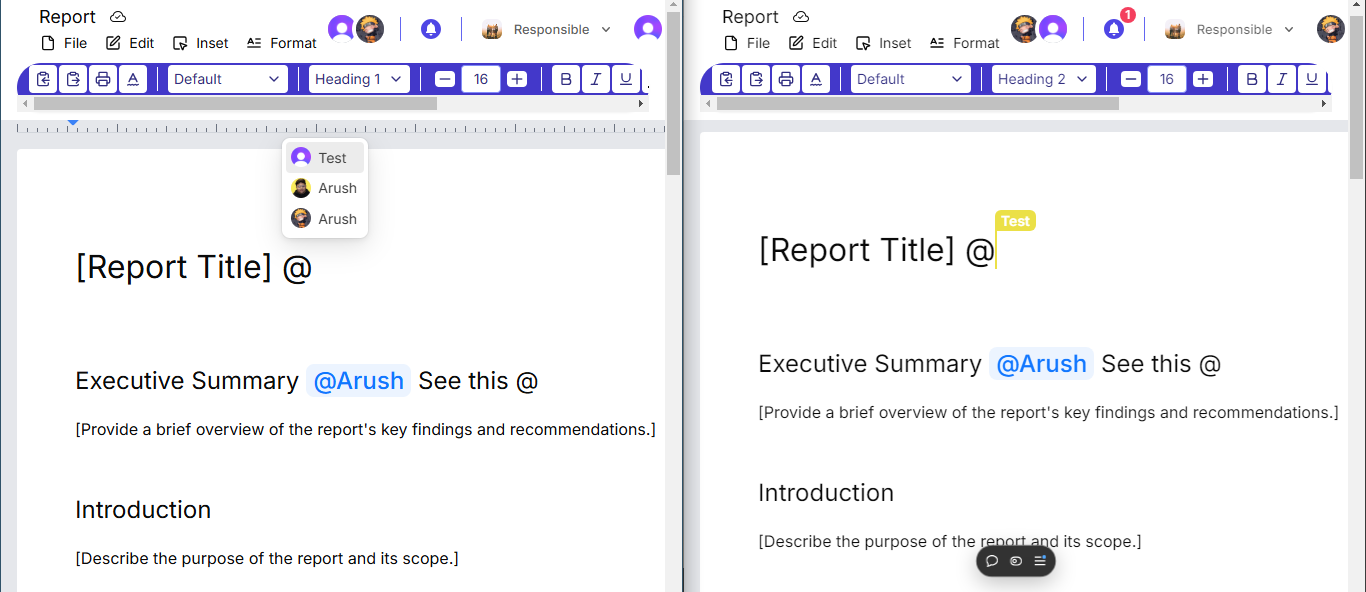 Report
File Edit Inset Format Responsible
Default Heading 1 16 B I U
Test
Arush
Arush
[Report Title] @
Executive Summary @Arush See this @
[Provide a brief overview of the report's key findings and recommendations.]
Introduction
[Describe the purpose of the report and its scope.]
Report
File Edit Inset Format 1 Responsible
Default Heading 2 16 B I U
Test
[Report Title] @
Executive Summary @Arush See this @
[Provide a brief overview of the report's key findings and recommendations.]
Introduction
[Describe the purpose of the report and its scope.]